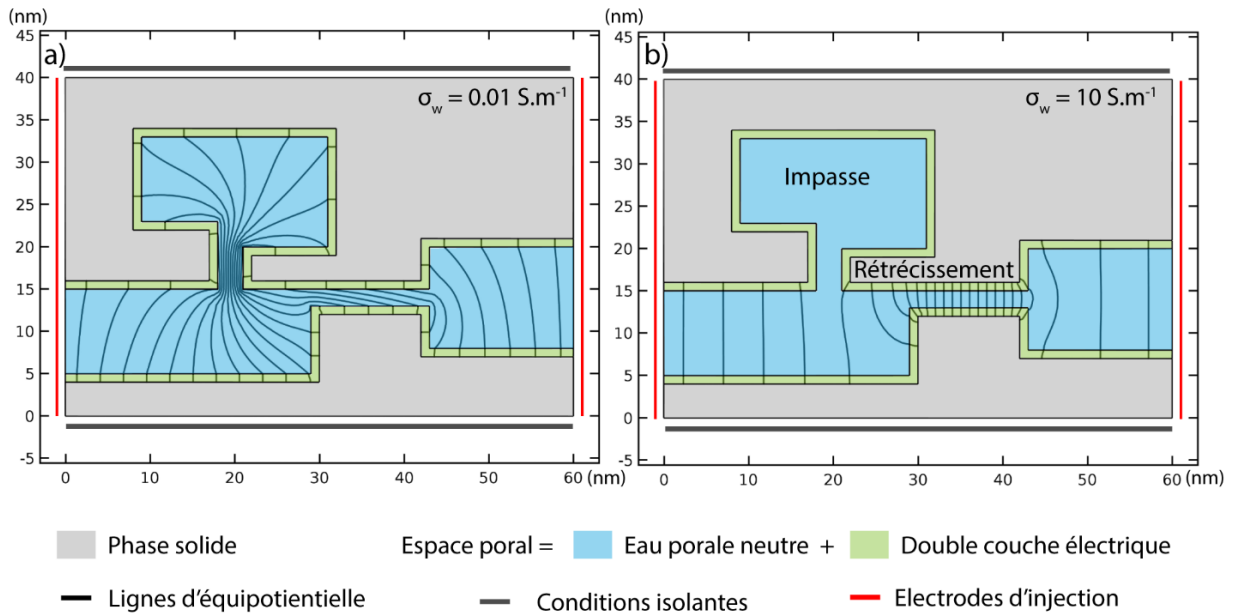 (nm)
45
40
35
30
25
20
15
10
5
0
-5
a)
σw = 0.01 S.m-1
0 10 20 30 40 50 60 (nm)
(nm)
45
40
35
30
25
20
15
10
5
0
-5
b)
σw = 10 S.m-1
Impasse
Rétrécissement
0 10 20 30 40 50 60 (nm)
Phase solide
Espace poral = Eau porale neutre + Double couche électrique
Lignes d'équipotentielle
Conditions isolantes
Electrodes d'injection